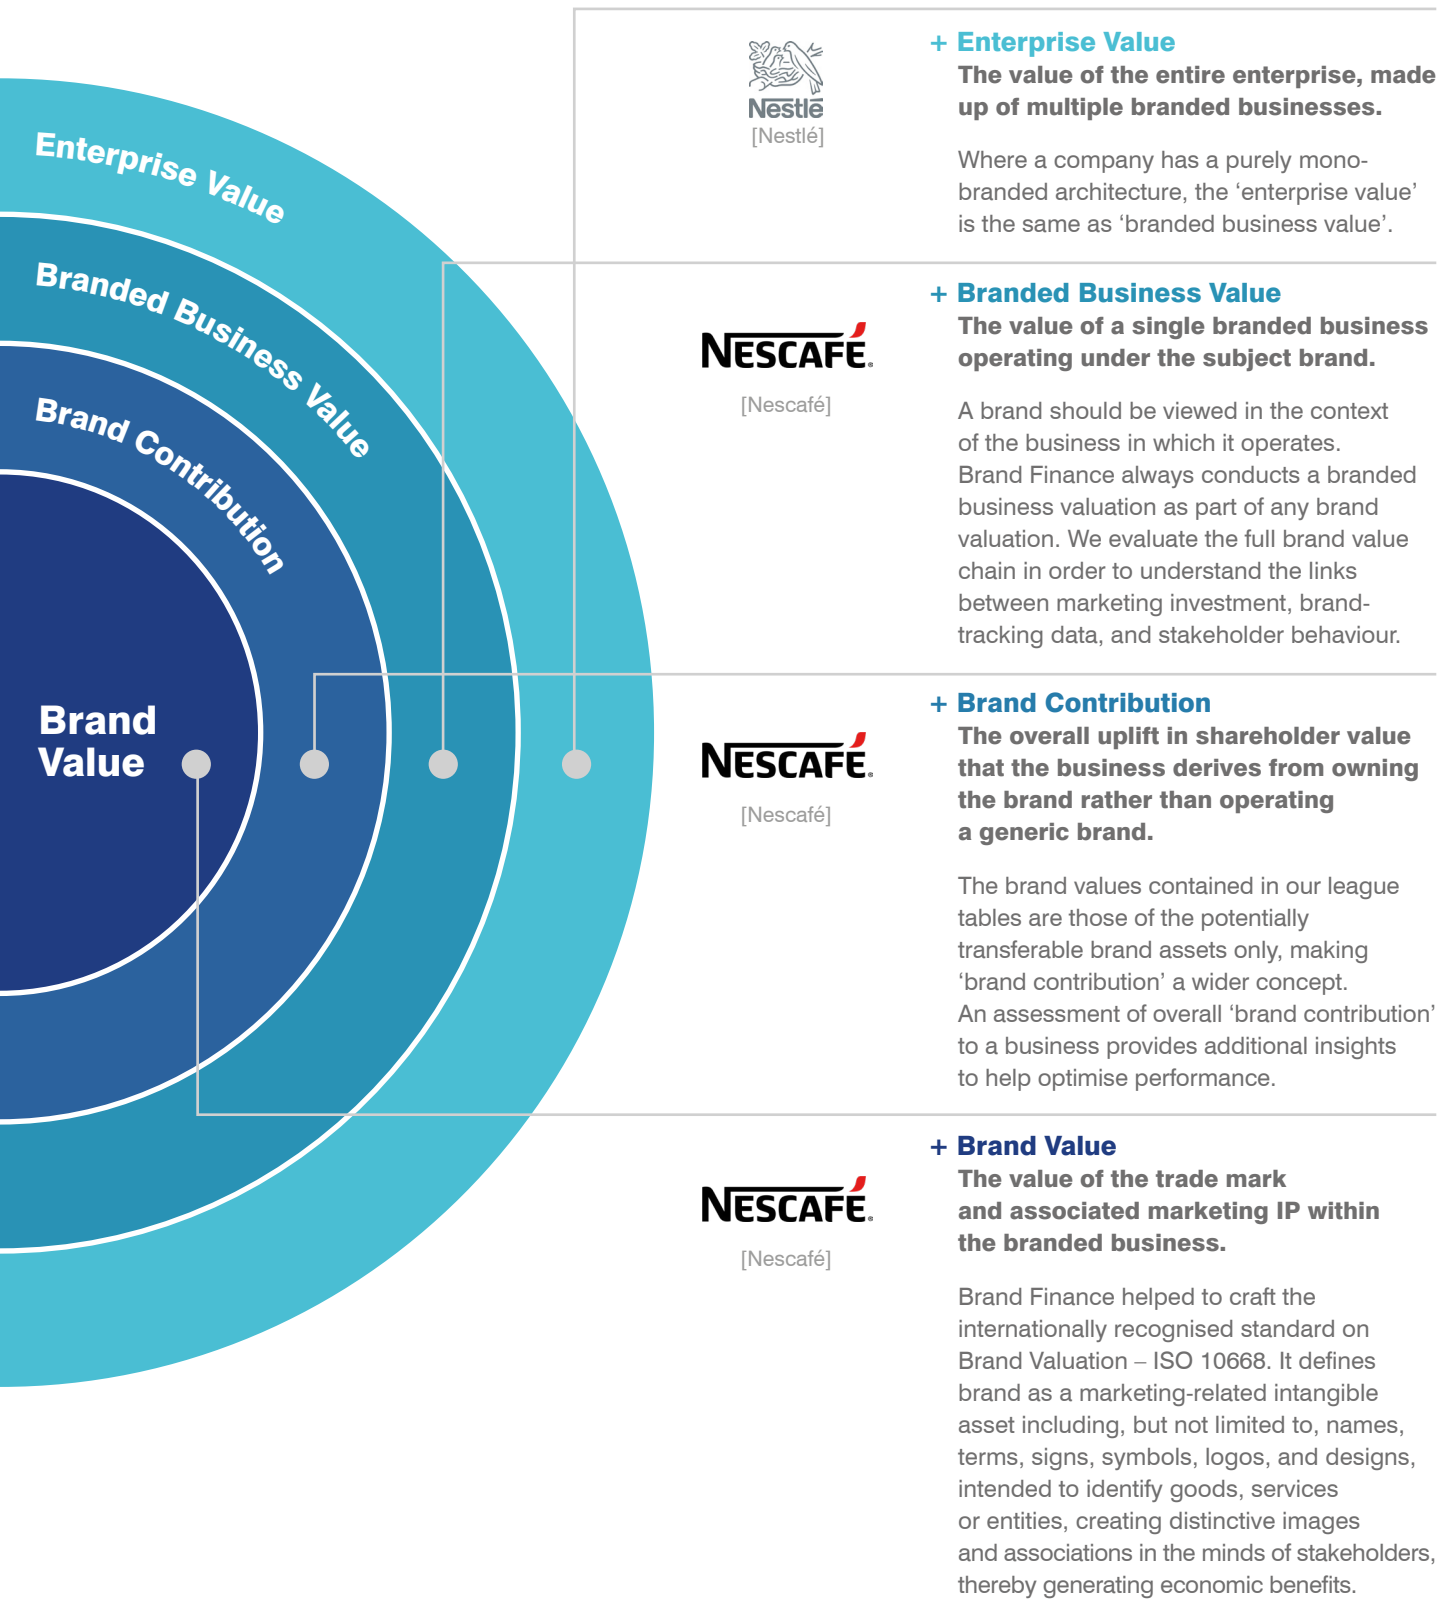 Enterprise Value
Branded Business Value
Brand Contribution
Brand
Value
Nestlé
[Nestlé]
+ Enterprise Value
The value of the entire enterprise, made
up of multiple branded businesses.
Where a company has a purely mono-
branded architecture, the ‘enterprise value’
is the same as ‘branded business value’.
NESCAFÉ®
[Nescafé]
+ Branded Business Value
The value of a single branded business
operating under the subject brand.
A brand should be viewed in the context
of the business in which it operates.
Brand Finance always conducts a branded
business valuation as part of any brand
valuation. We evaluate the full brand value
chain in order to understand the links
between marketing investment, brand-
tracking data, and stakeholder behaviour.
NESCAFÉ®
[Nescafé]
+ Brand Contribution
The overall uplift in shareholder value
that the business derives from owning
the brand rather than operating
a generic brand.
The brand values contained in our league
tables are those of the potentially
transferable brand assets only, making
‘brand contribution’ a wider concept.
An assessment of overall ‘brand contribution’
to a business provides additional insights
to help optimise performance.
NESCAFÉ®
[Nescafé]
+ Brand Value
The value of the trade mark
and associated marketing IP within
the branded business.
Brand Finance helped to craft the
internationally recognised standard on
Brand Valuation – ISO 10668. It defines
brand as a marketing-related intangible
asset including, but not limited to, names,
terms, signs, symbols, logos, and designs,
intended to identify goods, services
or entities, creating distinctive images
and associations in the minds of stakeholders,
thereby generating economic benefits.